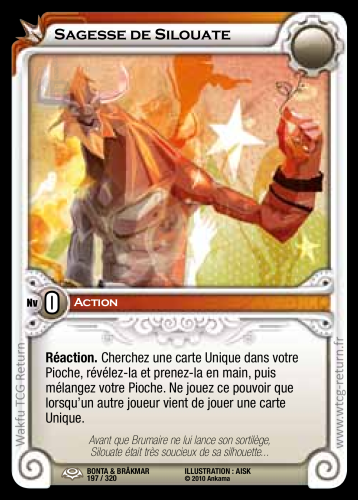 Sagesse de Silouate
Nv 0 Action
Réaction. Cherchez une carte Unique dans votre
Pioche, révélez-la et prenez-la en main, puis
mélangez votre Pioche. Ne jouez ce pouvoir que
lorsqu'un autre joueur vient de jouer une carte
Unique.
Avant que Brumaire ne lui lance son sortilège,
Silouate était très soucieux de sa silhouette...
BONTA & BRÂKMAR ILLUSTRATION : AISK
197 / 320 © 2010 Ankama
Wakfu TCG Return
www.wtcg-return.fr